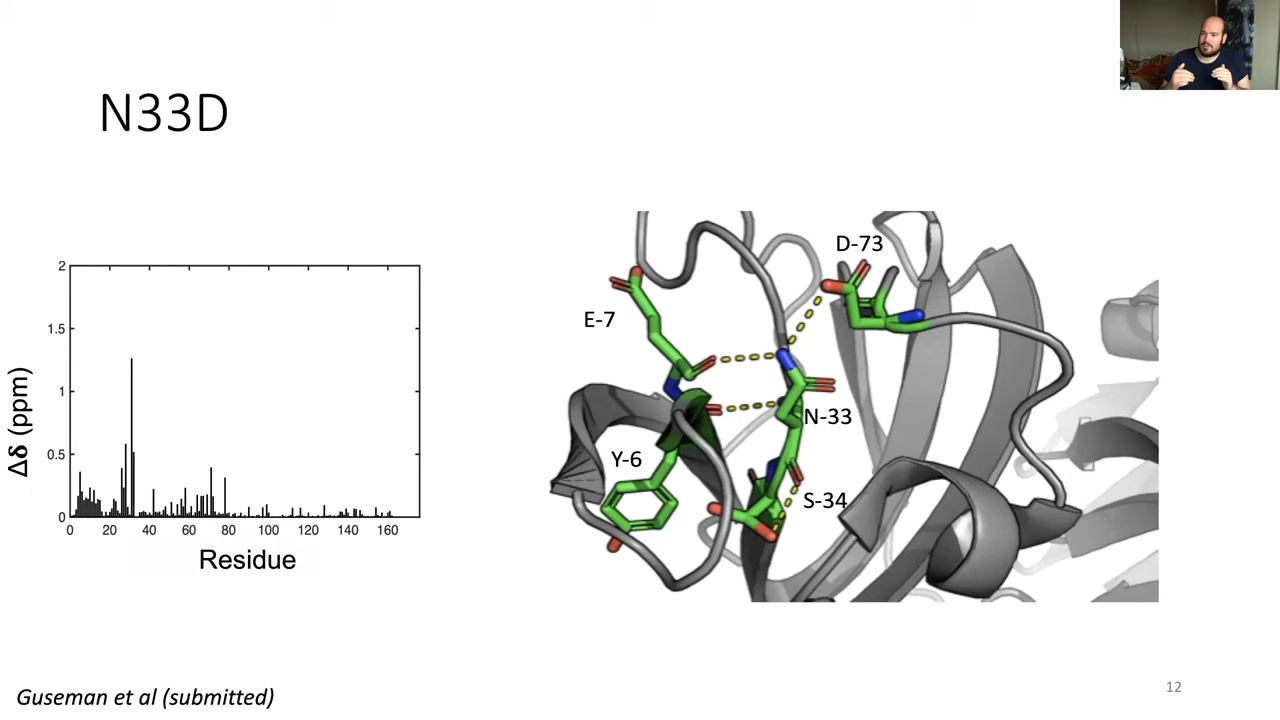 N33D
2
1.5
1
0.5
0
Δδ (ppm)
0 20 40 60 80 100 120 140 160
Residue
D-73
E-7
N-33
Y-6
S-34
Guseman et al (submitted)
12